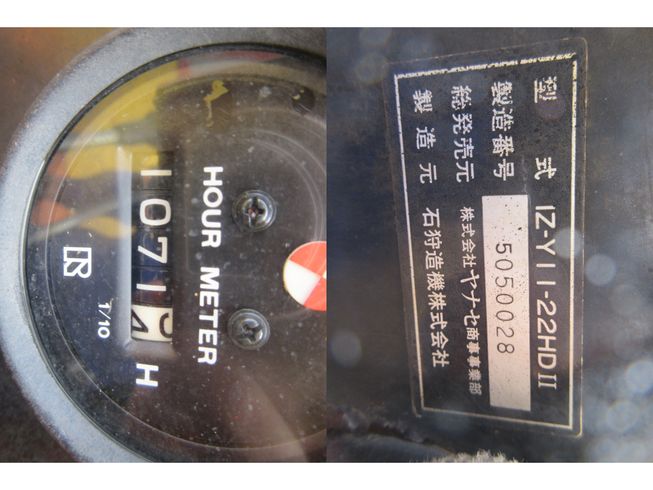 HOUR METER
10714
H
1/10
R
型式 IZ-Y11-22HDII
製造番号 5050028
総発売元 株式会社ヤナセ商事事業部
製造元 石狩造機株式会社